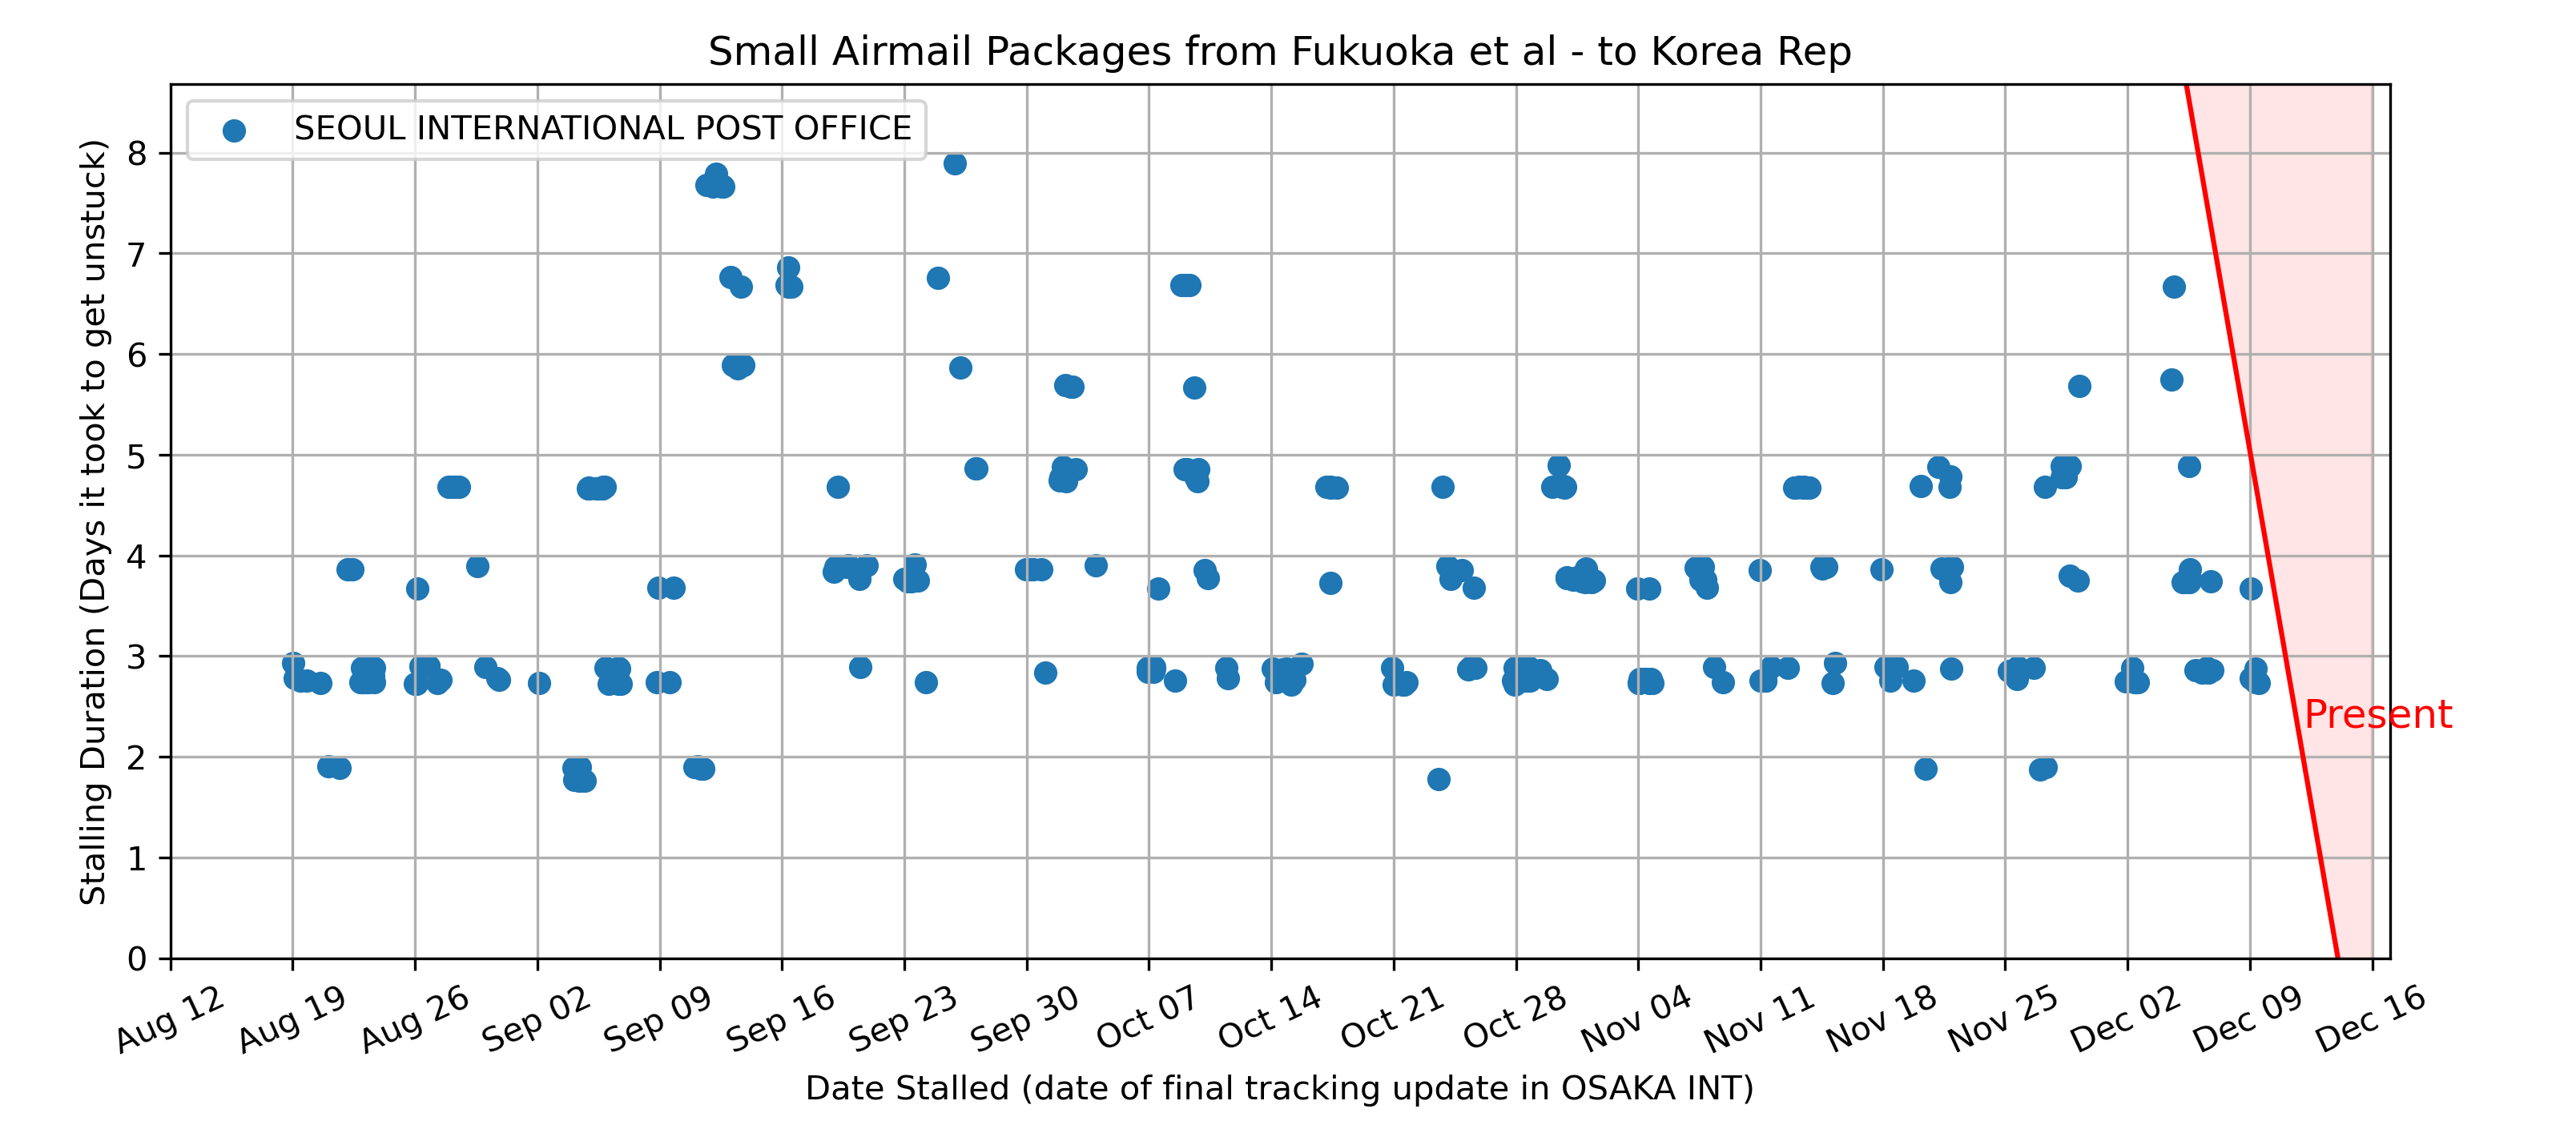 Small Airmail Packages from Fukuoka et al - to Korea Rep
SEOUL INTERNATIONAL POST OFFICE
Stalling Duration (Days it took to get unstuck)
8
7
6
5
4
3
2
1
0
Present
Aug 12
Aug 19
Aug 26
Sep 02
Sep 09
Sep 16
Sep 23
Sep 30
Oct 07
Oct 14
Oct 21
Oct 28
Nov 04
Nov 11
Nov 18
Nov 25
Dec 02
Dec 09
Dec 16
Date Stalled (date of final tracking update in OSAKA INT)